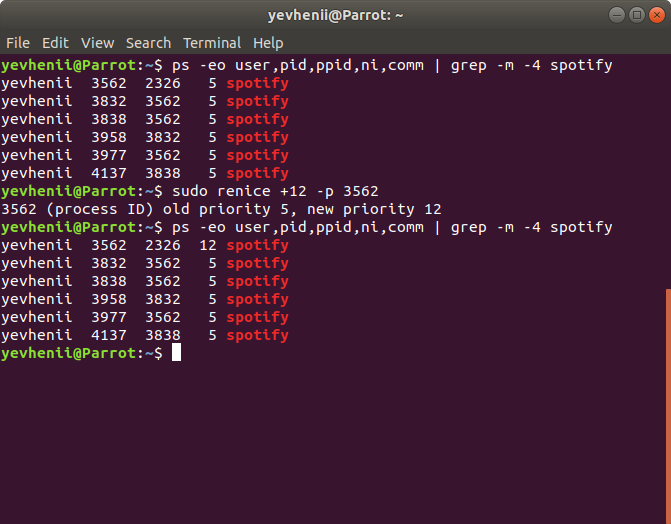 yevhenii@Parrot: ~
File Edit View Search Terminal Help
yevhenii@Parrot:~$ ps -eo user,pid,ppid,ni,comm | grep -m -4 spotify
yevhenii  3562  2326   5 spotify
yevhenii  3832  3562   5 spotify
yevhenii  3838  3562   5 spotify
yevhenii  3958  3832   5 spotify
yevhenii  3977  3562   5 spotify
yevhenii  4137  3838   5 spotify
yevhenii@Parrot:~$ sudo renice +12 -p 3562
3562 (process ID) old priority 5, new priority 12
yevhenii@Parrot:~$ ps -eo user,pid,ppid,ni,comm | grep -m -4 spotify
yevhenii  3562  2326  12 spotify
yevhenii  3832  3562   5 spotify
yevhenii  3838  3562   5 spotify
yevhenii  3958  3832   5 spotify
yevhenii  3977  3562   5 spotify
yevhenii  4137  3838   5 spotify
yevhenii@Parrot:~$